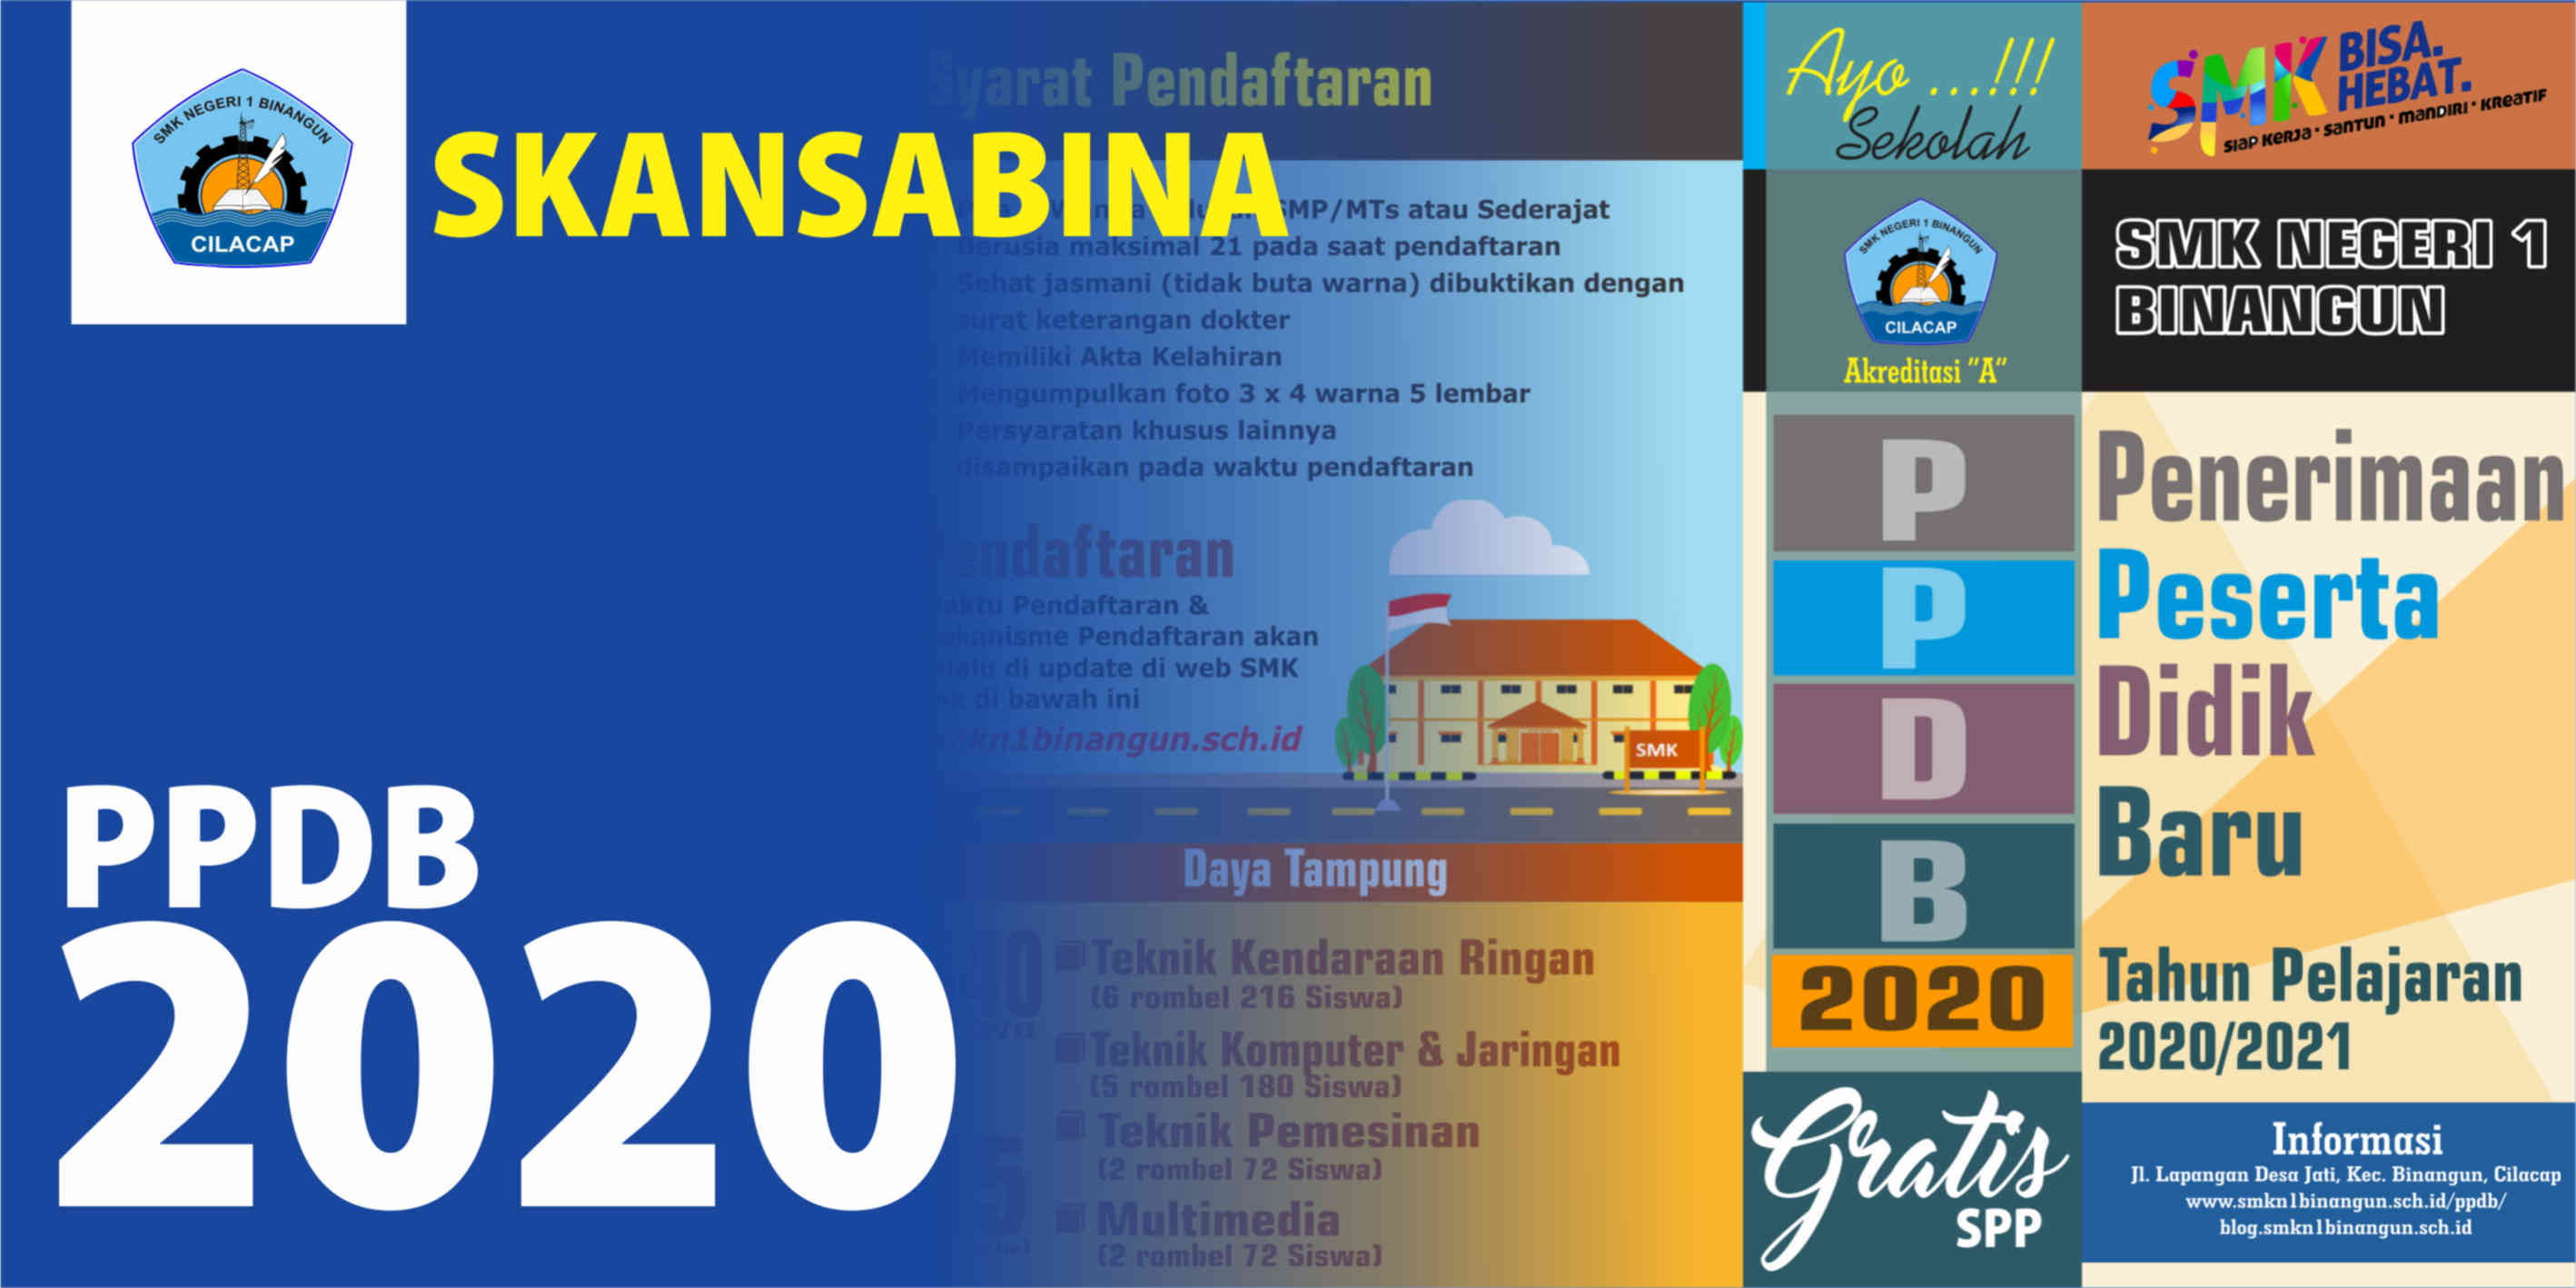 SMK NEGERI 1 BINANGUN
CILACAP
SKANSABINA
PPDB
2020
Syarat Pendaftaran
SMP/MTs atau Sederajat
Berusia maksimal 21 pada saat pendaftaran
Sehat jasmani (tidak buta warna) dibuktikan dengan
surat keterangan dokter
Memiliki Akta Kelahiran
Mengumpulkan foto 3 x 4 warna 5 lembar
Persyaratan khusus lainnya
disampaikan pada waktu pendaftaran
Pendaftaran
Waktu Pendaftaran &
Mekanisme Pendaftaran akan
di update di web SMK
di bawah ini
smkn1binangun.sch.id
SMK
Daya Tampung
Teknik Kendaraan Ringan
(6 rombel 216 Siswa)
Teknik Komputer & Jaringan
(5 rombel 180 Siswa)
Teknik Pemesinan
(2 rombel 72 Siswa)
Multimedia
(2 rombel 72 Siswa)
Ayo ...!!!
Sekolah
SMK NEGERI 1 BINANGUN
CILACAP
Akreditasi "A"
P
P
D
B
2020
Gratis
SPP
SMK BISA.
HEBAT.
SIAP KERJA • SANTUN • MANDIRI • KREATIF
SMK NEGERI 1
BINANGUN
Penerimaan
Peserta
Didik
Baru
Tahun Pelajaran
2020/2021
Informasi
Jl. Lapangan Desa Jati, Kec. Binangun, Cilacap
www.smkn1binangun.sch.id/ppdb/
blog.smkn1binangun.sch.id